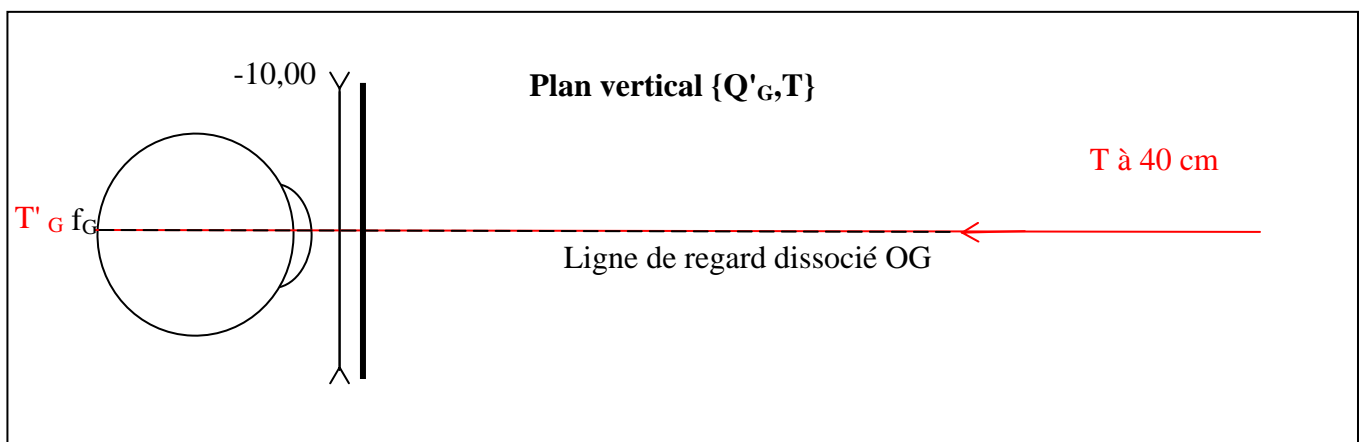 -10,00
Plan vertical {Q'G,T}
T à 40 cm
T' G fG
Ligne de regard dissocié OG